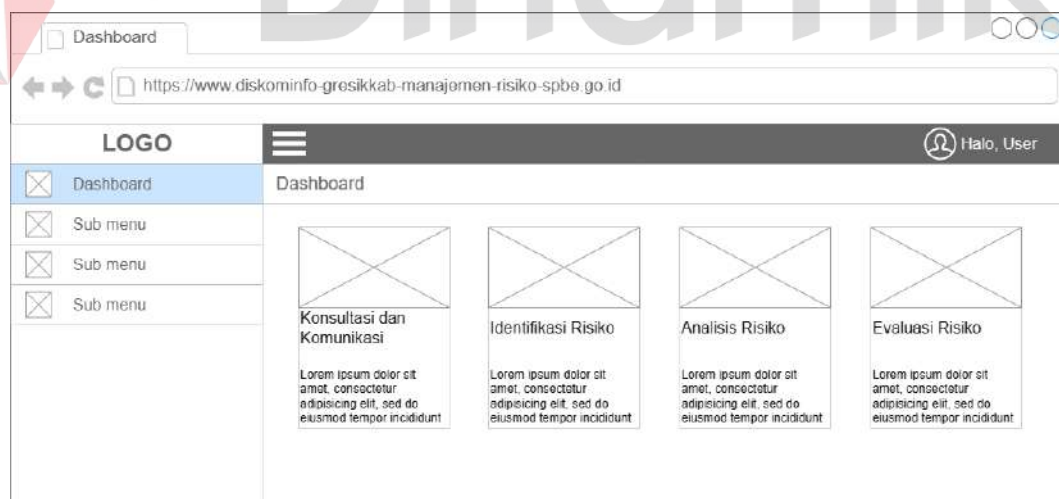 Dinamik
Dashboard
https://www.diskominfo-gresikkab-manajemen-risiko-spbe.go.id
LOGO
Halo, User
Dashboard
Dashboard
Sub menu
Sub menu
Sub menu
Konsultasi dan
Komunikasi
Lorem ipsum dolor sit
amet, consectetur
adipisicing elit, sed do
eiusmod tempor incididunt
Identifikasi Risiko
Lorem ipsum dolor sit
amet, consectetur
adipisicing elit, sed do
eiusmod tempor incididunt
Analisis Risiko
Lorem ipsum dolor sit
amet, consectetur
adipisicing elit, sed do
eiusmod tempor incididunt
Evaluasi Risiko
Lorem ipsum dolor sit
amet, consectetur
adipisicing elit, sed do
eiusmod tempor incididunt